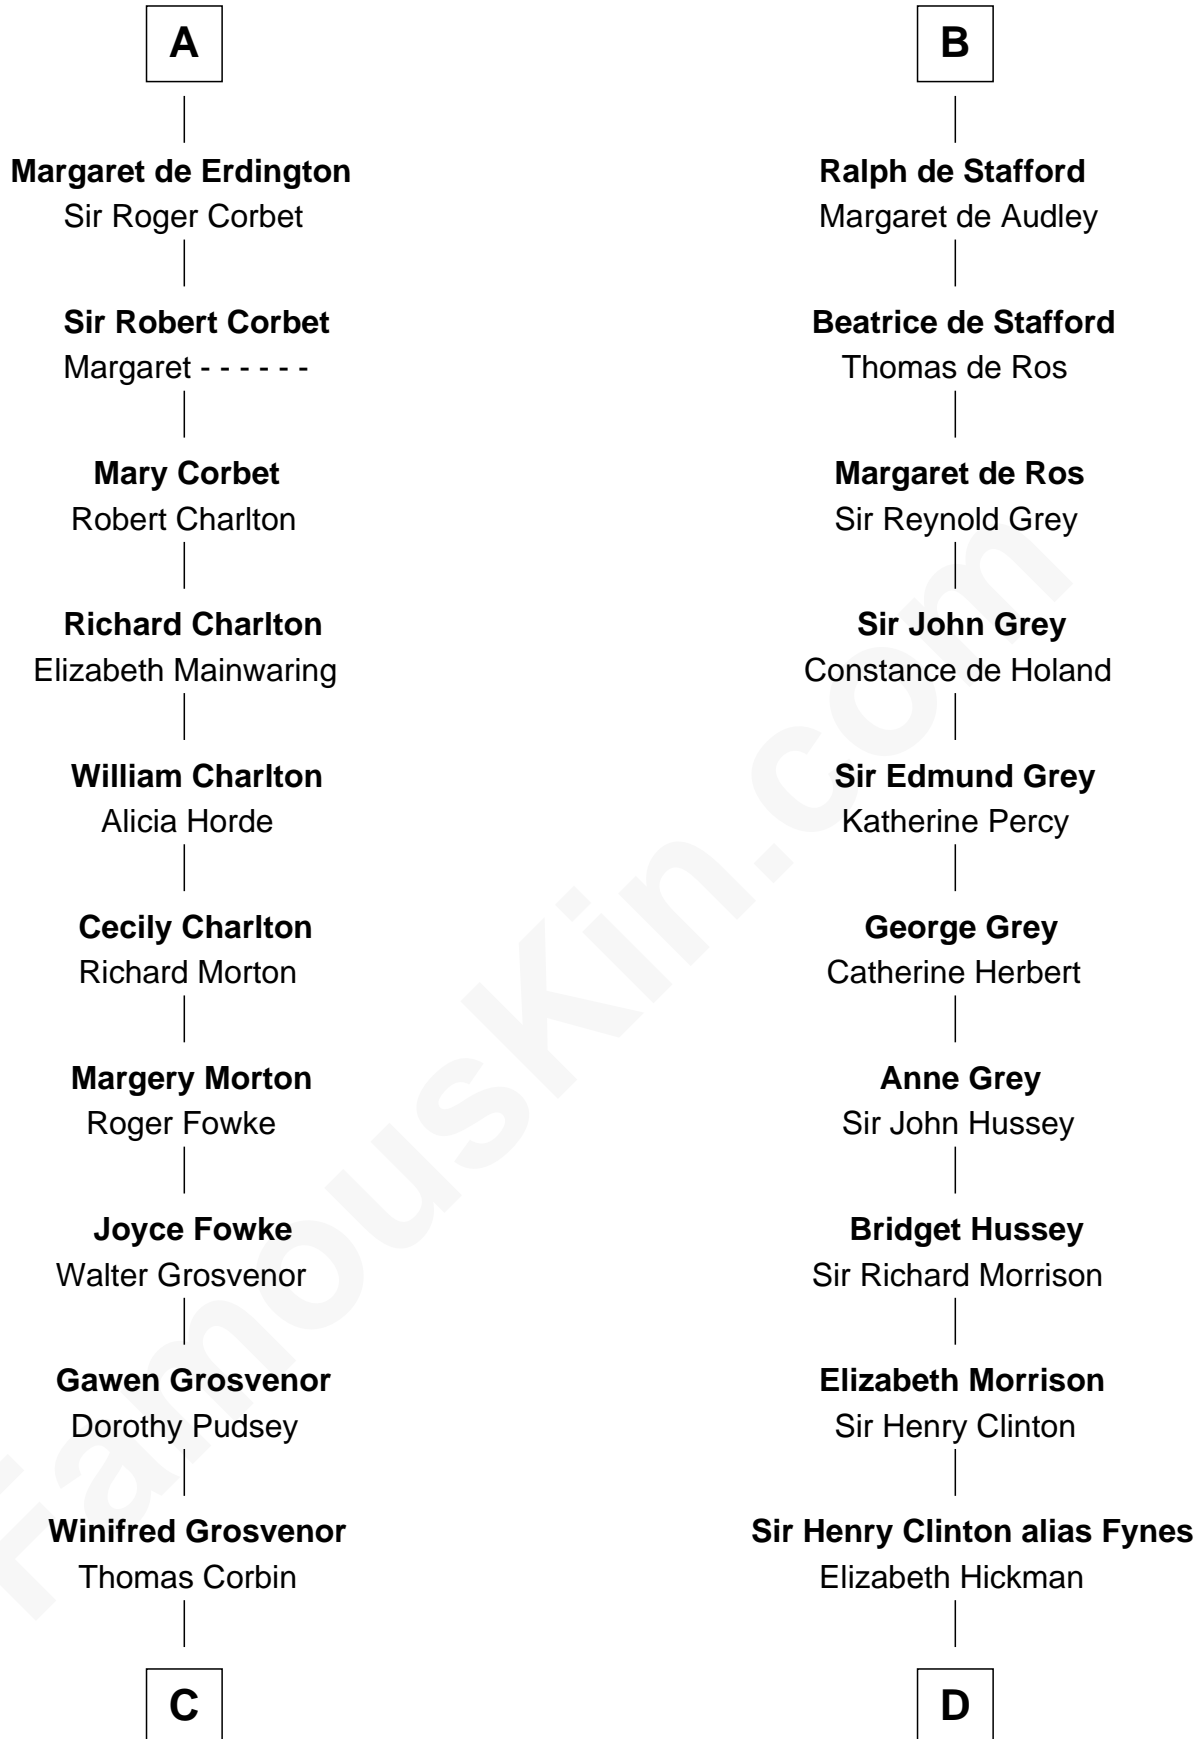 A
Margaret de Erdington
Sir Roger Corbet
Sir Robert Corbet
Margaret - - - - - -
Mary Corbet
Robert Charlton
Richard Charlton
Elizabeth Mainwaring
William Charlton
Alicia Horde
Cecily Charlton
Richard Morton
Margery Morton
Roger Fowke
Joyce Fowke
Walter Grosvenor
Gawen Grosvenor
Dorothy Pudsey
Winifred Grosvenor
Thomas Corbin
C
B
Ralph de Stafford
Margaret de Audley
Beatrice de Stafford
Thomas de Ros
Margaret de Ros
Sir Reynold Grey
Sir John Grey
Constance de Holand
Sir Edmund Grey
Katherine Percy
George Grey
Catherine Herbert
Anne Grey
Sir John Hussey
Bridget Hussey
Sir Richard Morrison
Elizabeth Morrison
Sir Henry Clinton
Sir Henry Clinton alias Fynes
Elizabeth Hickman
D
FamousKin.com